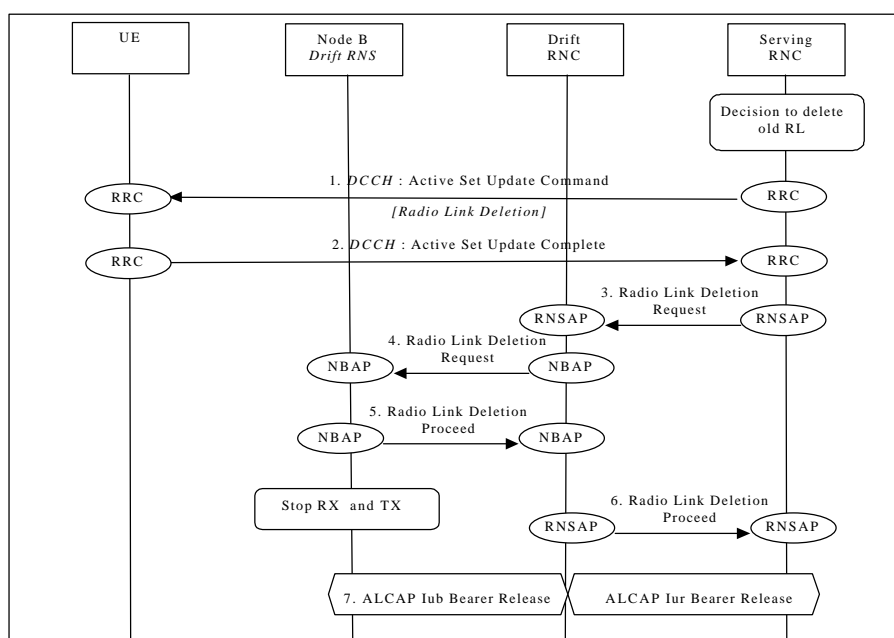 UE
Node B
Drift RNS
Drift
RNC
Serving
RNC
Decision to delete
old RL
1. DCCH : Active Set Update Command
RRC
RRC
[Radio Link Deletion]
2. DCCH : Active Set Update Complete
RRC
RRC
3. Radio Link Deletion
Request
RNSAP
RNSAP
4. Radio Link Deletion
Request
NBAP
NBAP
5. Radio Link Deletion
Proceed
NBAP
NBAP
Stop RX and TX
6. Radio Link Deletion
Proceed
RNSAP
RNSAP
7. ALCAP Iub Bearer Release
ALCAP Iur Bearer Release